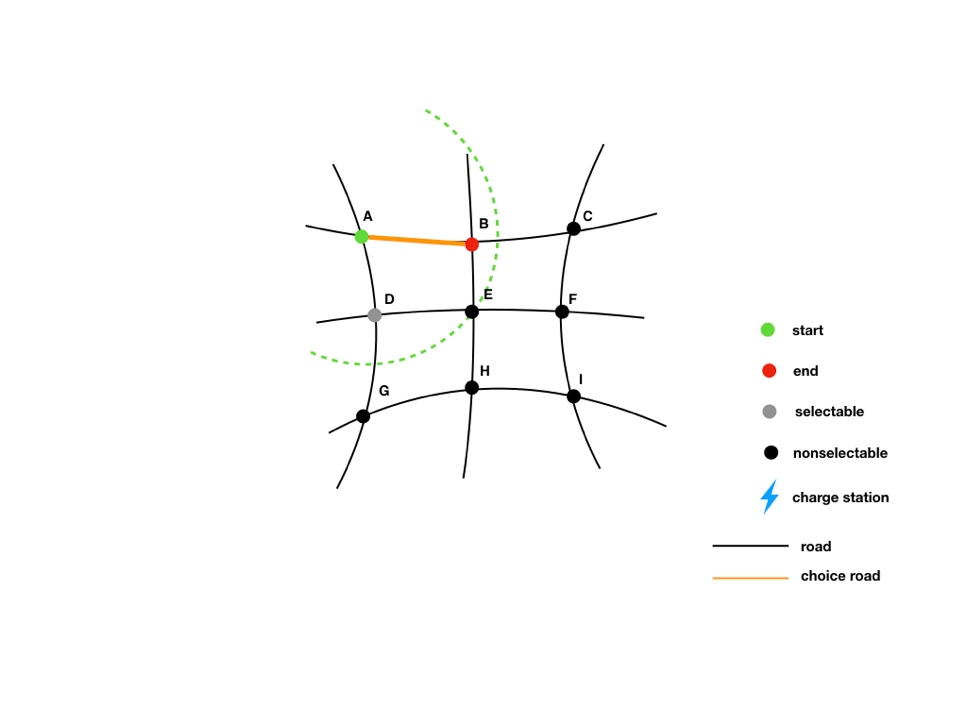 A
B
C
D
E
F
G
H
I
start
end
selectable
nonselectable
charge station
road
choice road